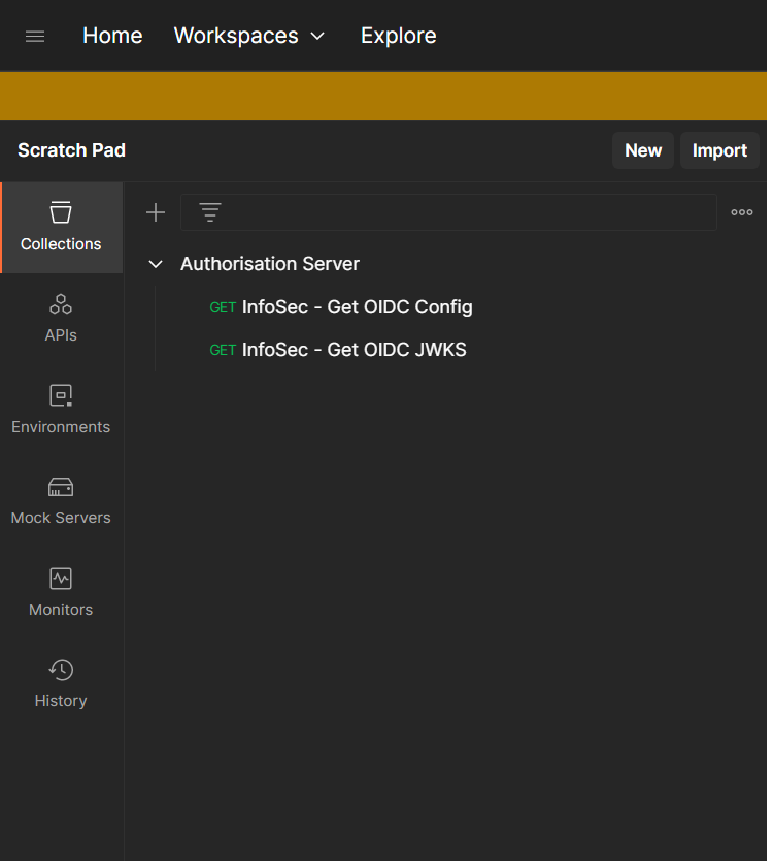 Home Workspaces Explore
Scratch Pad New Import
Collections
Authorisation Server
GET InfoSec - Get OIDC Config
GET InfoSec - Get OIDC JWKS
APIs
Environments
Mock Servers
Monitors
History